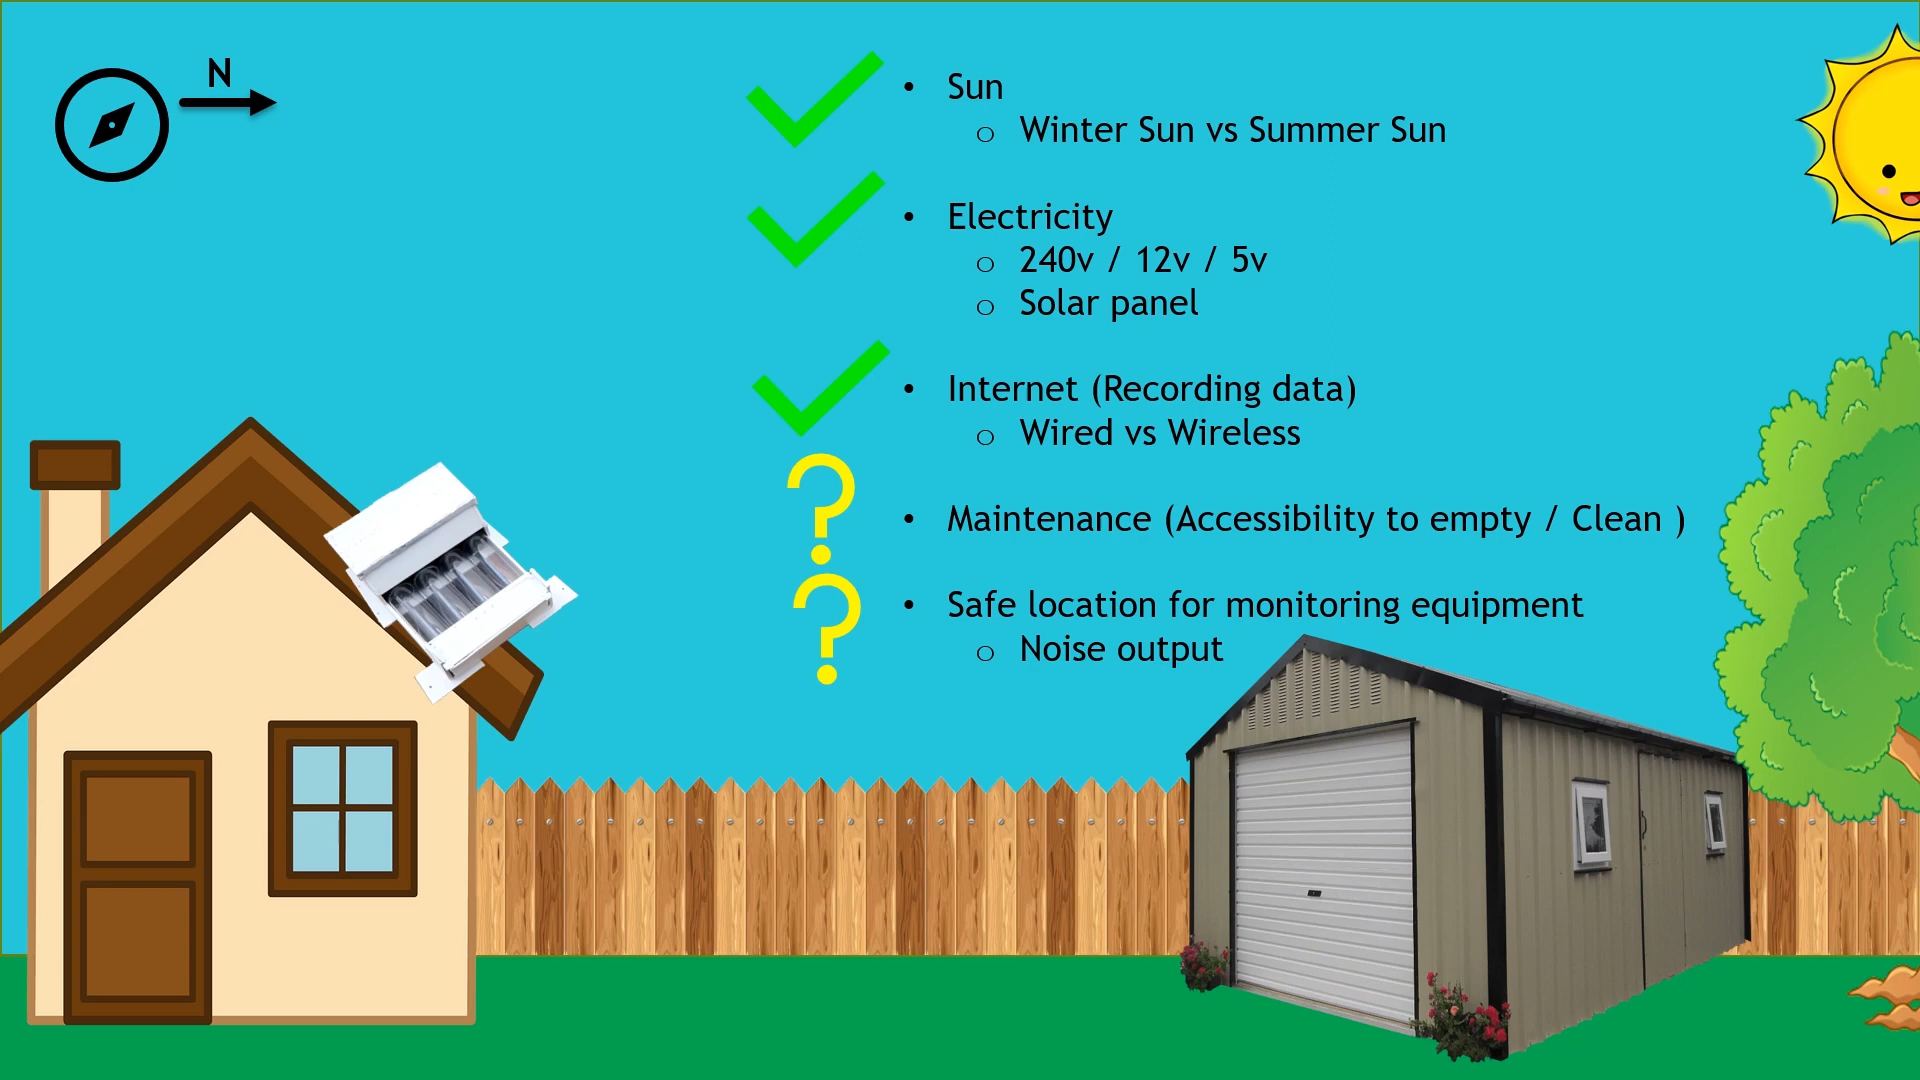 N
• Sun
o Winter Sun vs Summer Sun
• Electricity
o 240v / 12v / 5v
o Solar panel
• Internet (Recording data)
o Wired vs Wireless
?
• Maintenance (Accessibility to empty / Clean )
?
• Safe location for monitoring equipment
o Noise output